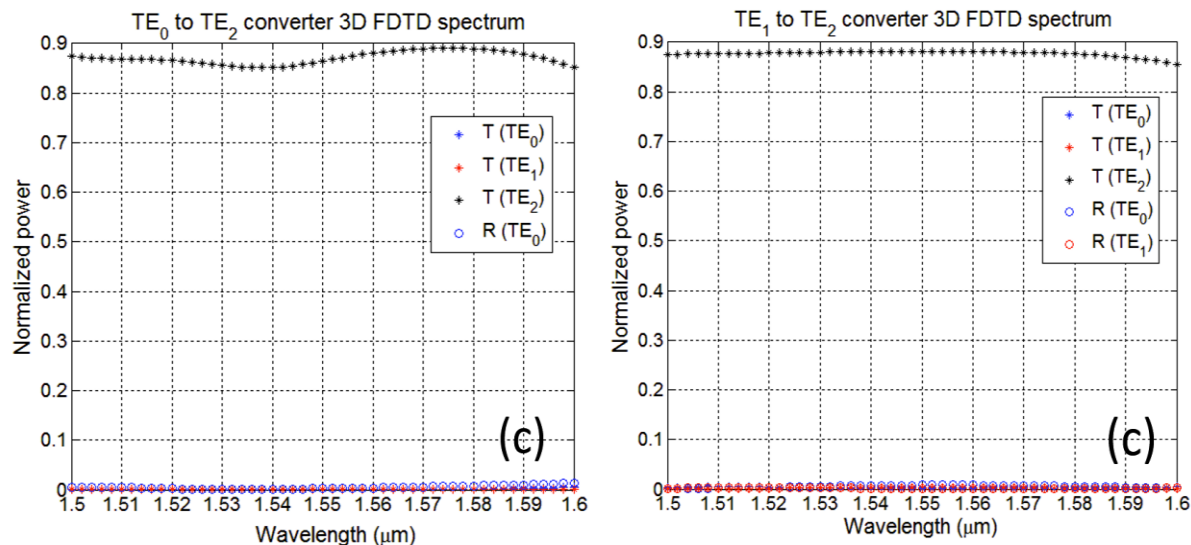 TE0 to TE2 converter 3D FDTD spectrum
Normalized power
0.9
0.8
0.7
0.6
0.5
0.4
0.3
0.2
0.1
0
T (TE0)
T (TE1)
T (TE2)
R (TE0)
(c)
1.5 1.51 1.52 1.53 1.54 1.55 1.56 1.57 1.58 1.59 1.6
Wavelength (μm)
TE1 to TE2 converter 3D FDTD spectrum
Normalized power
0.9
0.8
0.7
0.6
0.5
0.4
0.3
0.2
0.1
0
T (TE0)
T (TE1)
T (TE2)
R (TE0)
R (TE1)
(c)
1.5 1.51 1.52 1.53 1.54 1.55 1.56 1.57 1.58 1.59 1.6
Wavelength (μm)